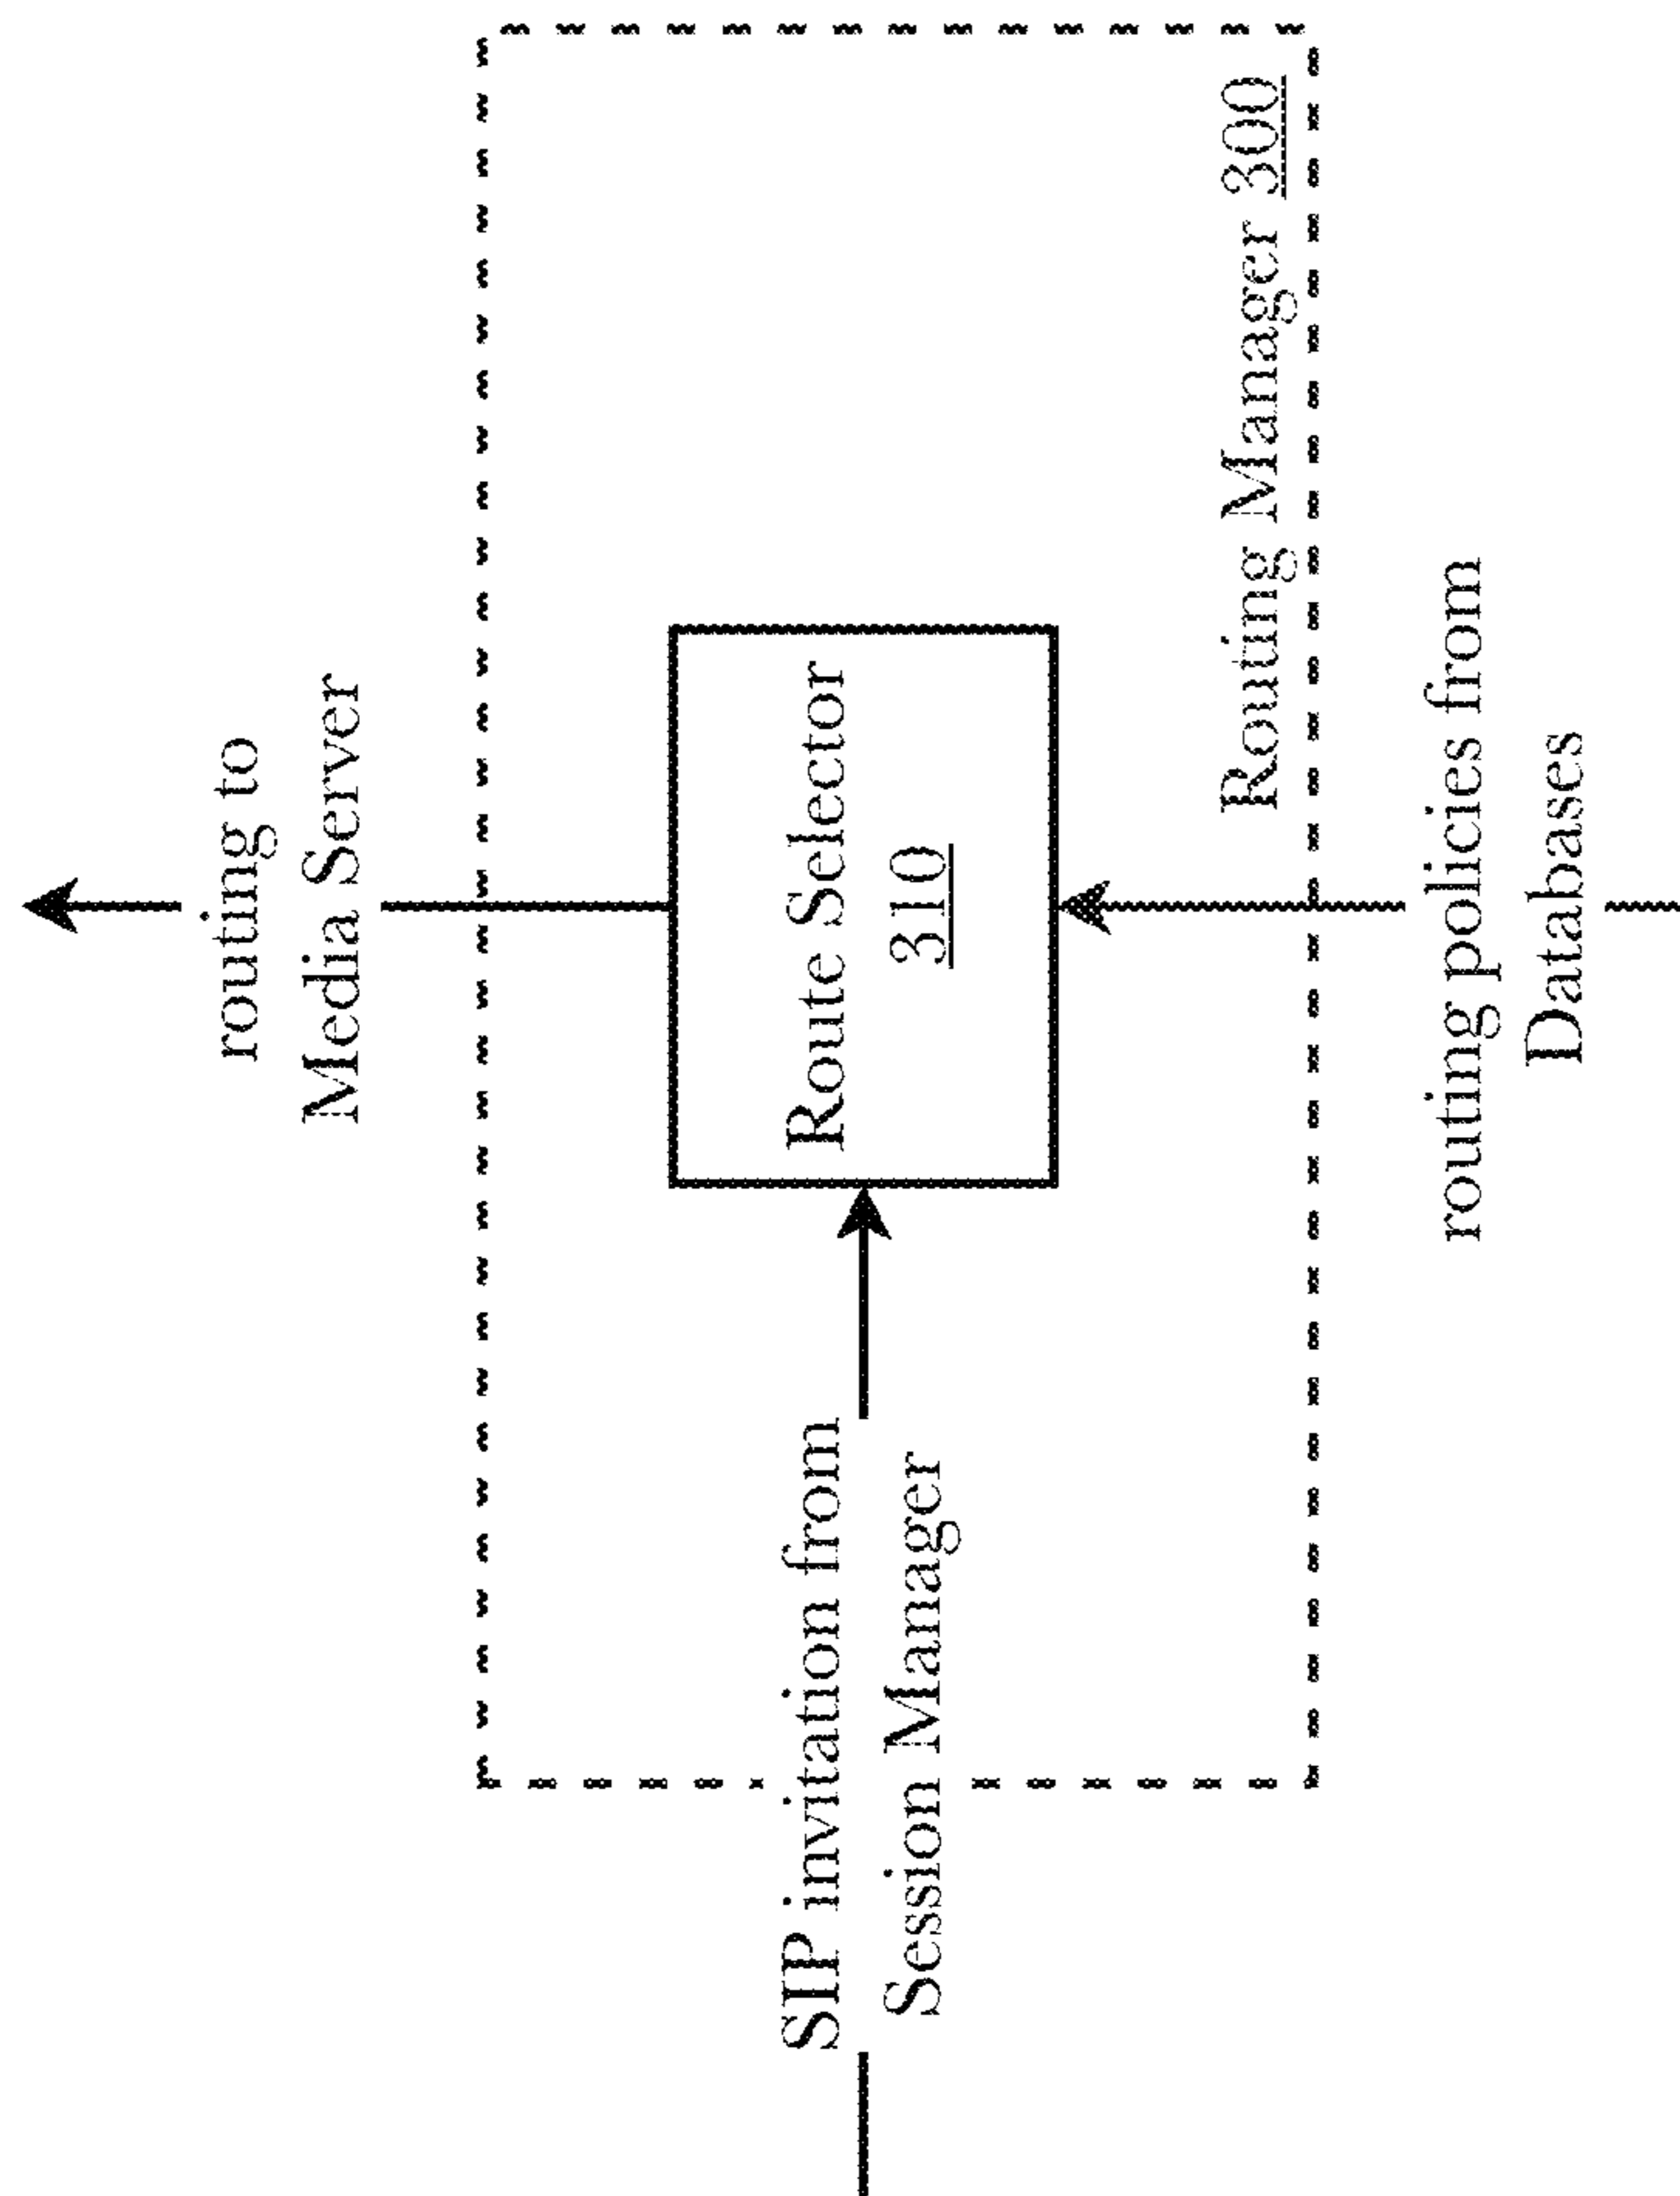 routing to
Media Server
SIP invitation from
Session Manager
Route Selector
310
Routing Manager 300
routing policies from
Databases